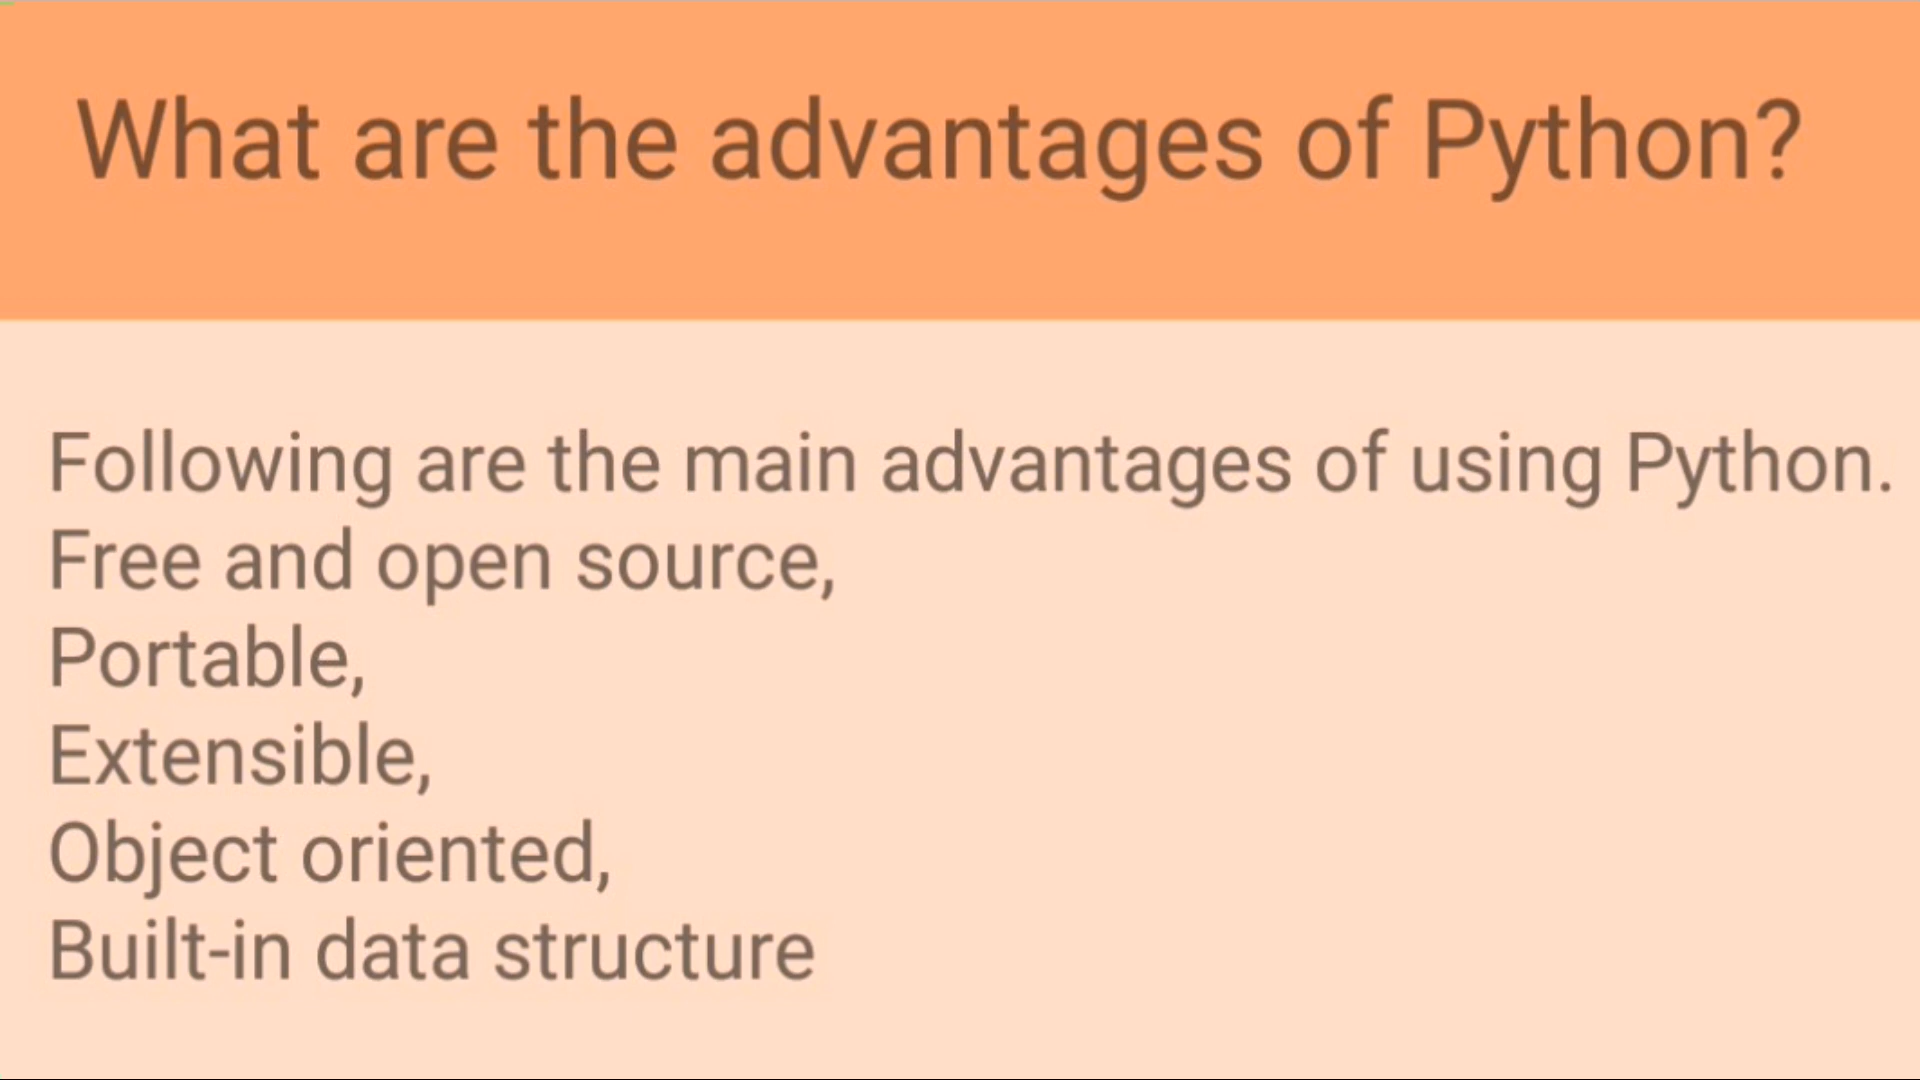 What are the advantages of Python?
Following are the main advantages of using Python.
Free and open source,
Portable,
Extensible,
Object oriented,
Built-in data structure